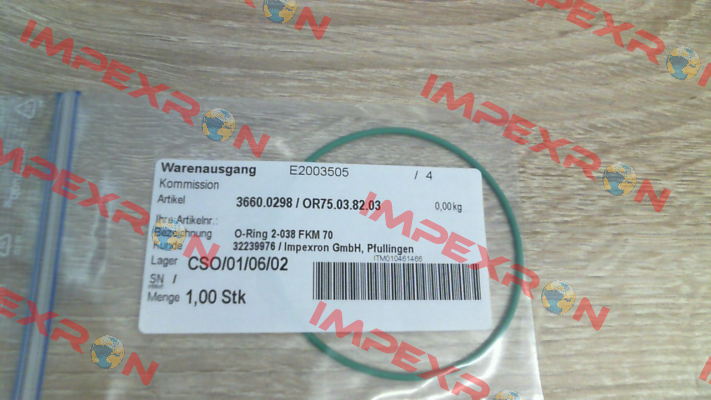 Warenausgang E2003505 / 4
Kommission
Artikel 3660.0298 / OR75.03.82.03 0,00kg
Ihre Artikelnr.:
Bezeichnung O-Ring 2-038 FKM 70
Kunde 32239976 / Impexron GmbH, Pfullingen
Lager CSO/01/06/02 ITM010461466
SN /
Menge 1,00 Stk
IMPEXRON
IMPEXRON
IMPEXRON
IMPEXRON
IMPEXRON
IMPEXRON